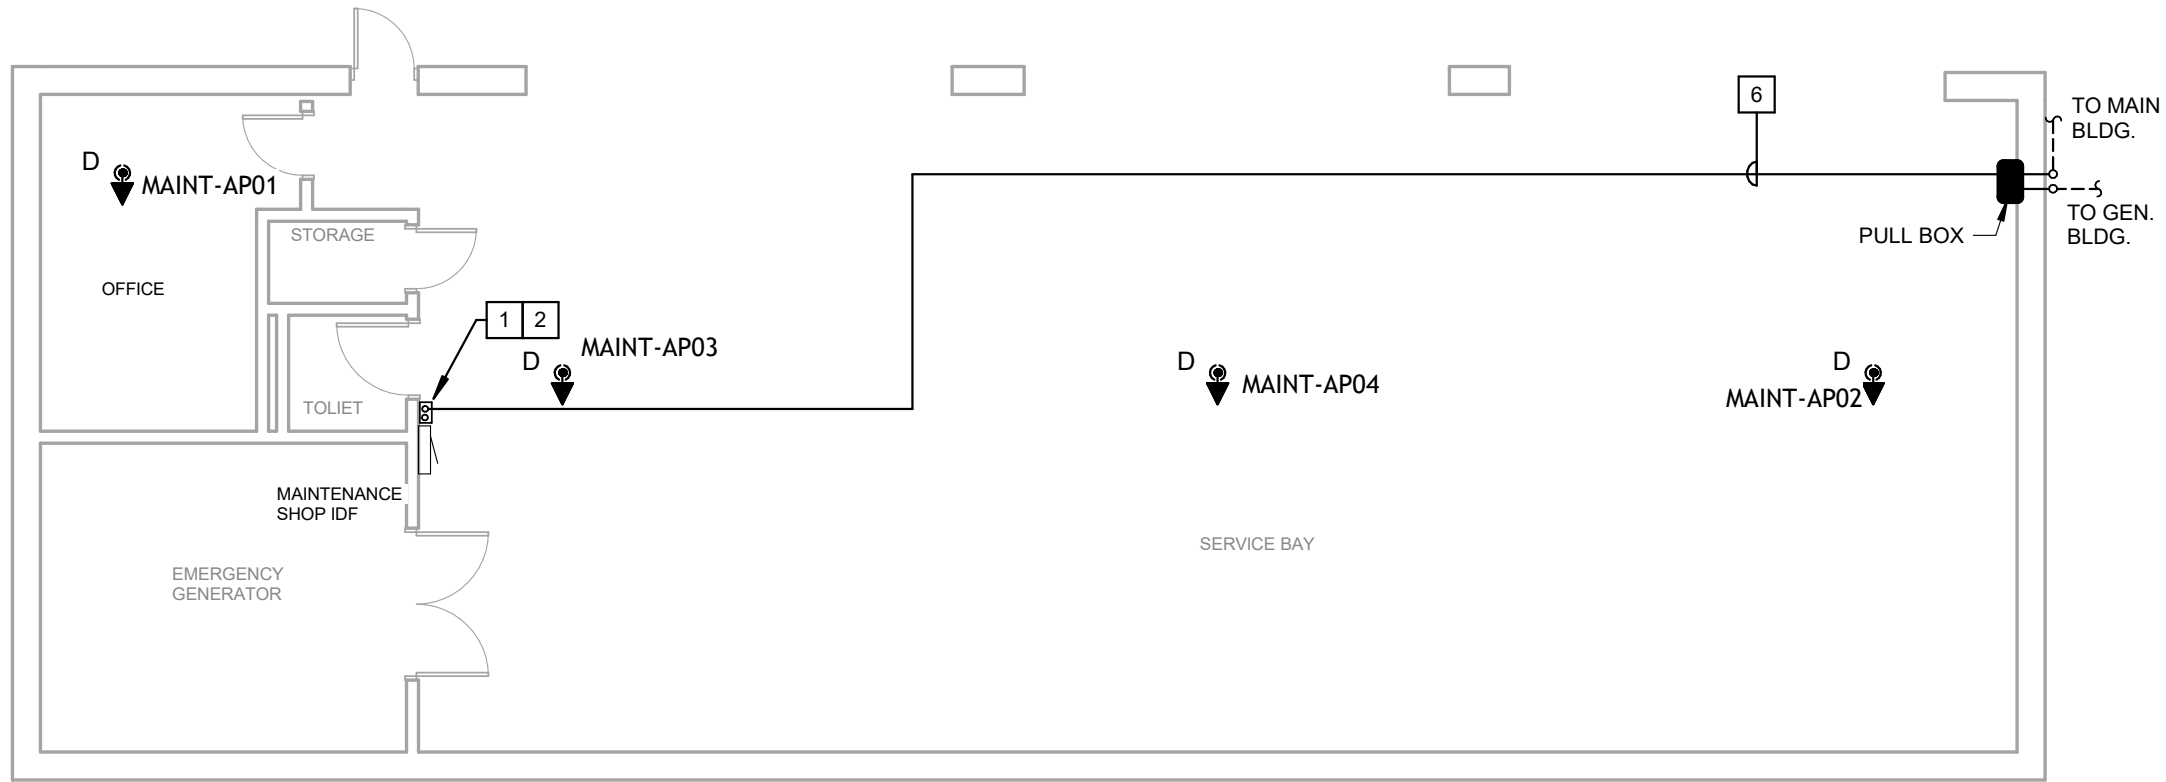 6
TO MAIN
BLDG.
D
MAINT-AP01
TO GEN.
BLDG.
PULL BOX
STORAGE
OFFICE
1 2
MAINT-AP03
D
D
MAINT-AP04
D
MAINT-AP02
TOLIET
MAINTENANCE
SHOP IDF
SERVICE BAY
EMERGENCY
GENERATOR